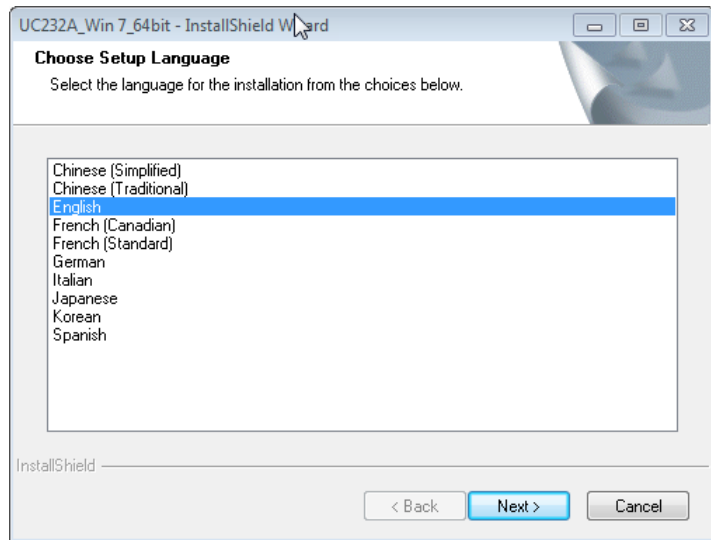 UC232A_Win 7_64bit - InstallShield Wizard
Choose Setup Language
Select the language for the installation from the choices below.
Chinese (Simplified)
Chinese (Traditional)
English
French (Canadian)
French (Standard)
German
Italian
Japanese
Korean
Spanish
InstallShield
< Back Next > Cancel